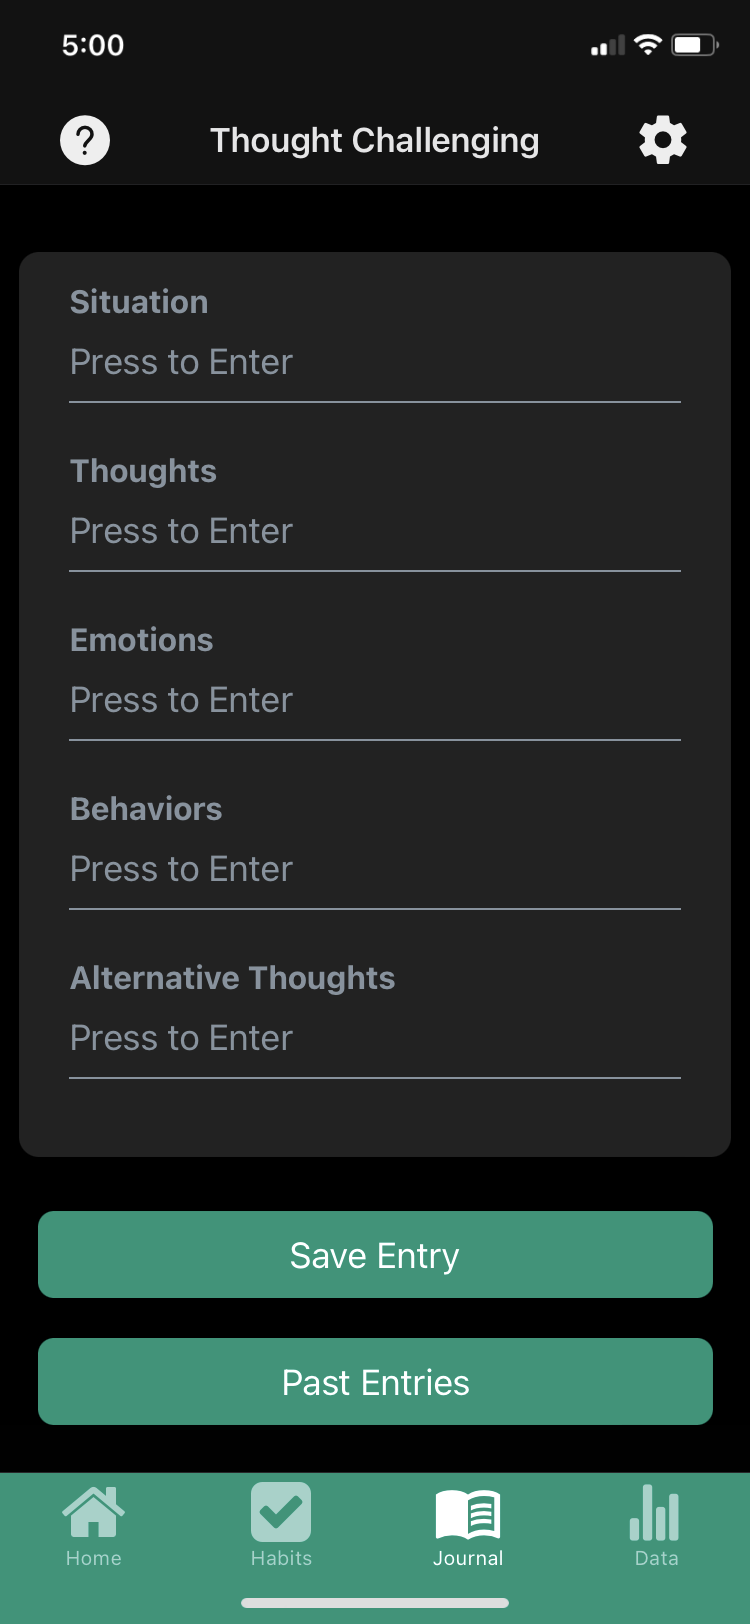 5:00
? Thought Challenging
Situation
Press to Enter
Thoughts
Press to Enter
Emotions
Press to Enter
Behaviors
Press to Enter
Alternative Thoughts
Press to Enter
Save Entry
Past Entries
Home Habits Journal Data